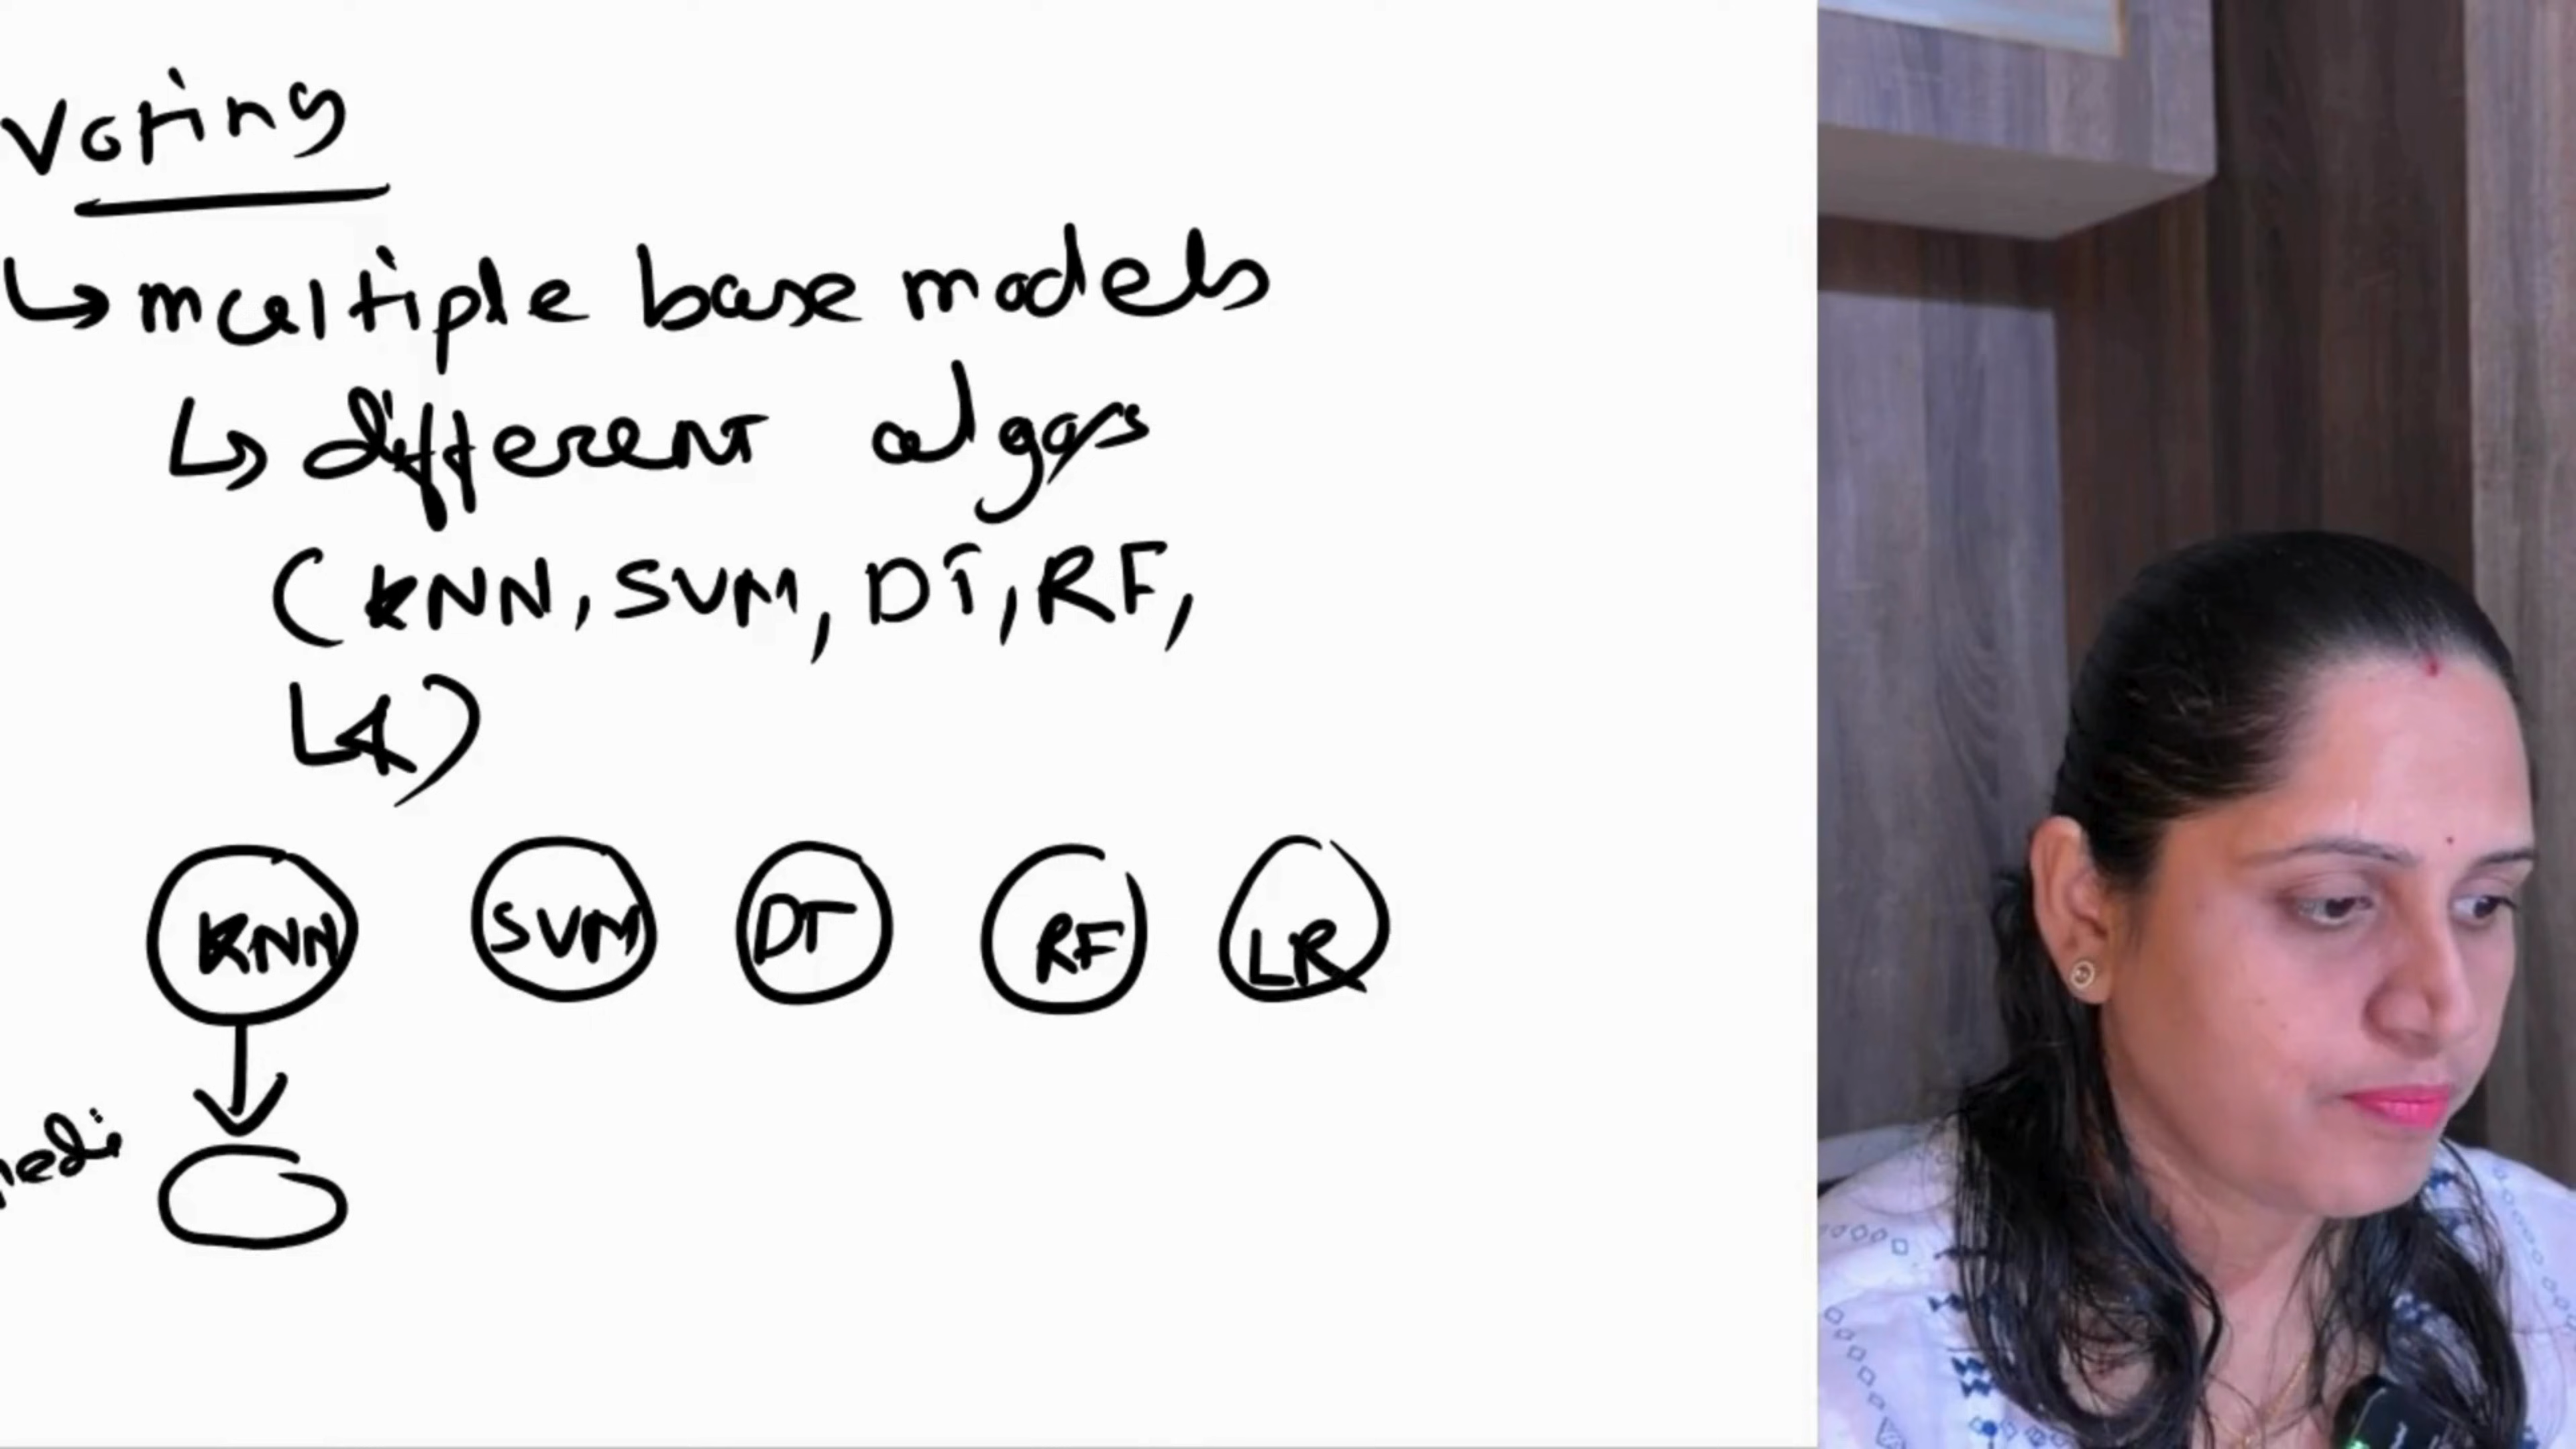 Voting
↳ multiple base models
↳ different algos
(KNN, SVM, DT, RF,
LR)
KNN SVM DT RF LR